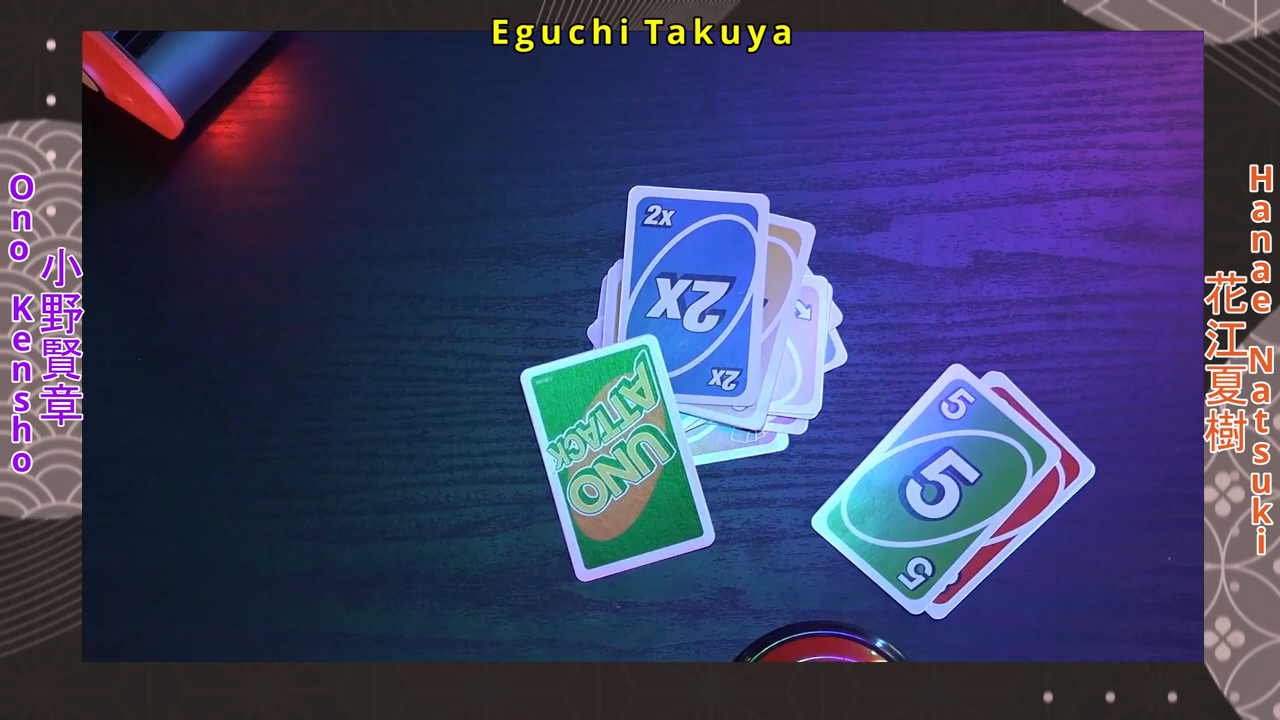 Eguchi Takuya
Ono Kensho
小野賢章
花江夏樹
Hanae Natsuki
2x
2x
2x
UNO
ATTACK
5
5
5